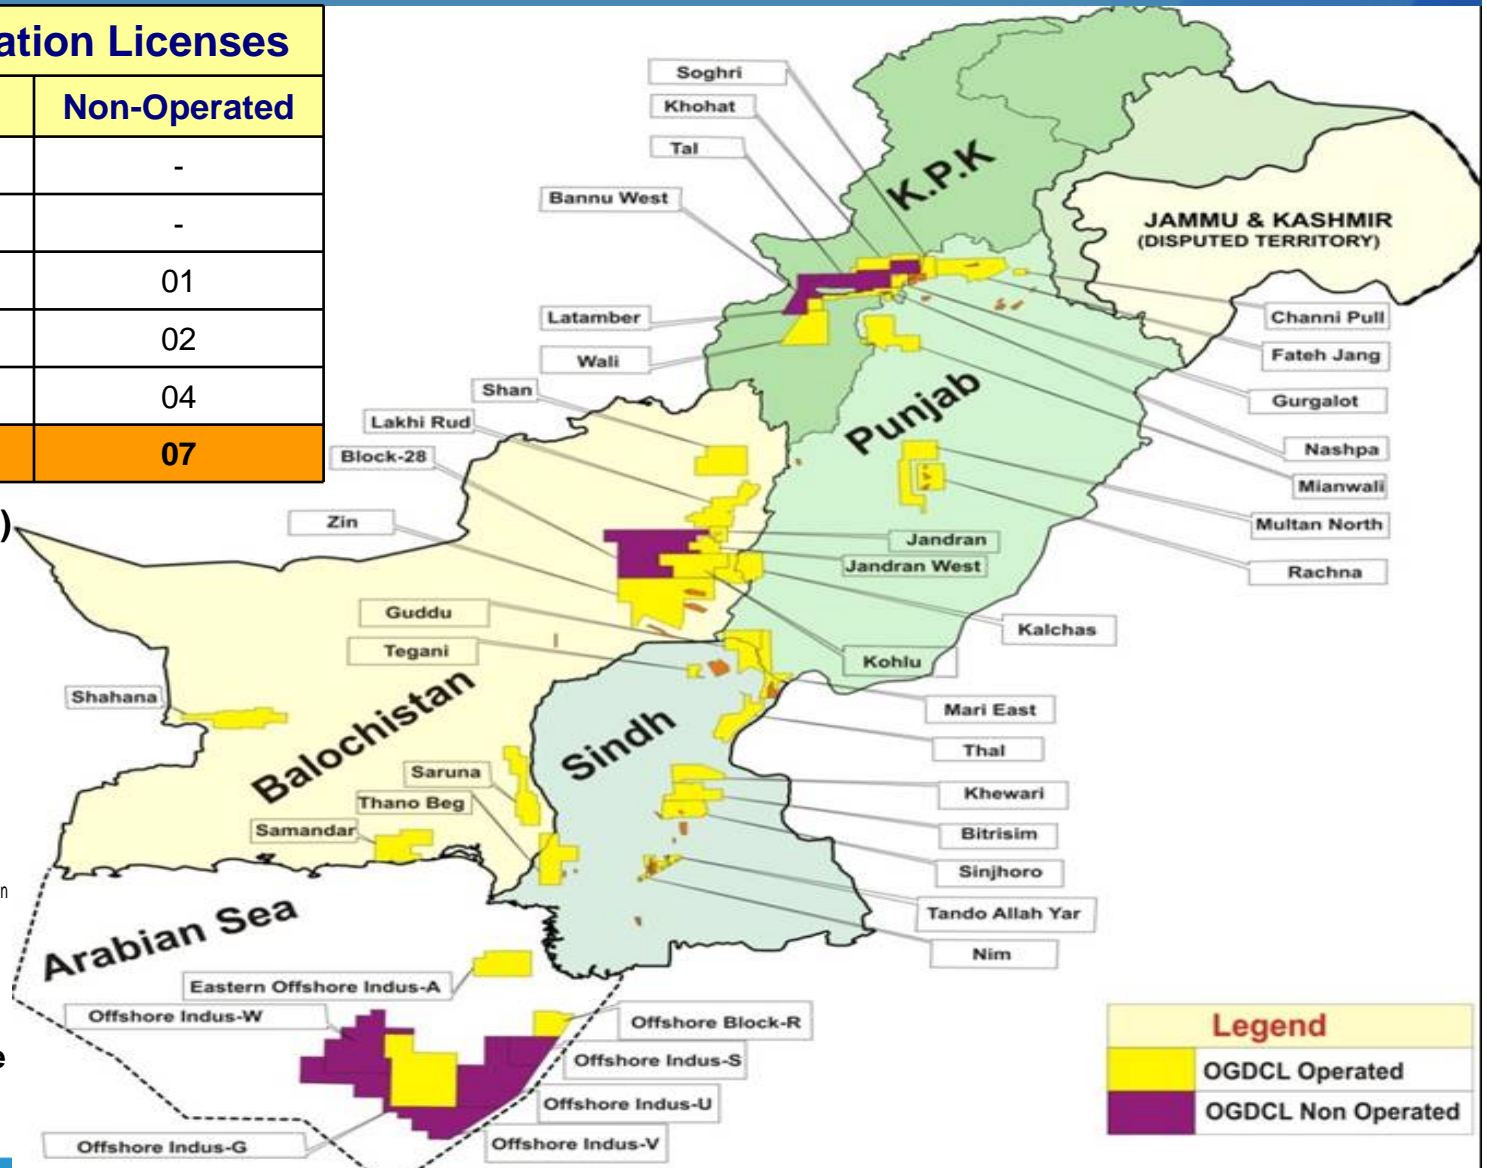 ation Licenses
Non-Operated
-
-
01
02
04
07
)
n
e
Soghri
Khohat
Tal
Bannu West
Latamber
Wali
Shan
Lakhi Rud
Block-28
Zin
Guddu
Tegani
Shahana
Saruna
Thano Beg
Samandar
K.P.K
JAMMU & KASHMIR
(DISPUTED TERRITORY)
Channi Pull
Fateh Jang
Gurgalot
Nashpa
Mianwali
Multan North
Rachna
Punjab
Jandran
Jandran West
Kalchas
Kohlu
Mari East
Thal
Khewari
Bitrisim
Sinjhoro
Tando Allah Yar
Nim
Balochistan
Sindh
Arabian Sea
Eastern Offshore Indus-A
Offshore Indus-W
Offshore Block-R
Offshore Indus-S
Offshore Indus-U
Offshore Indus-V
Offshore Indus-G
Legend
OGDCL Operated
OGDCL Non Operated